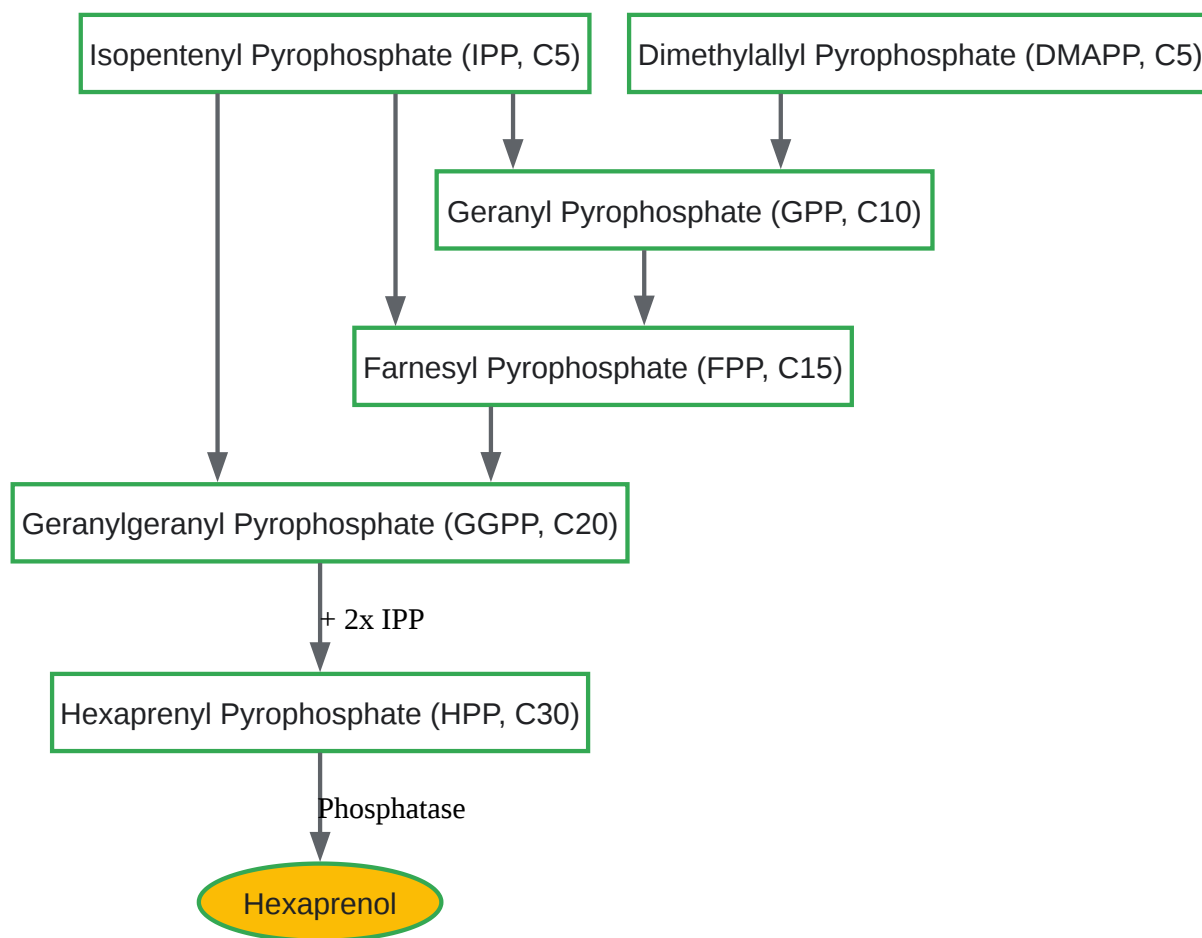 Isopentenyl Pyrophosphate (IPP, C5)
Dimethylallyl Pyrophosphate (DMAPP, C5)
Geranyl Pyrophosphate (GPP, C10)
Farnesyl Pyrophosphate (FPP, C15)
Geranylgeranyl Pyrophosphate (GGPP, C20)
+ 2x IPP
Hexaprenyl Pyrophosphate (HPP, C30)
Phosphatase
Hexaprenol